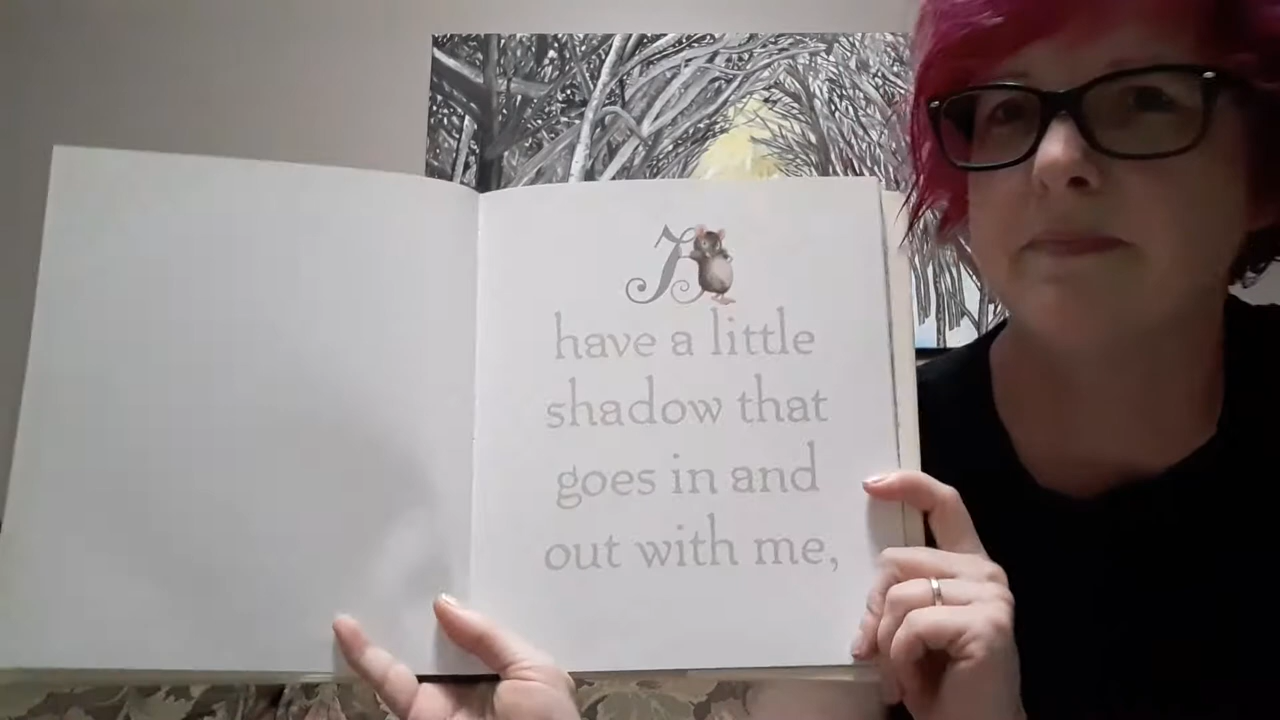 I
have a little
shadow that
goes in and
out with me,